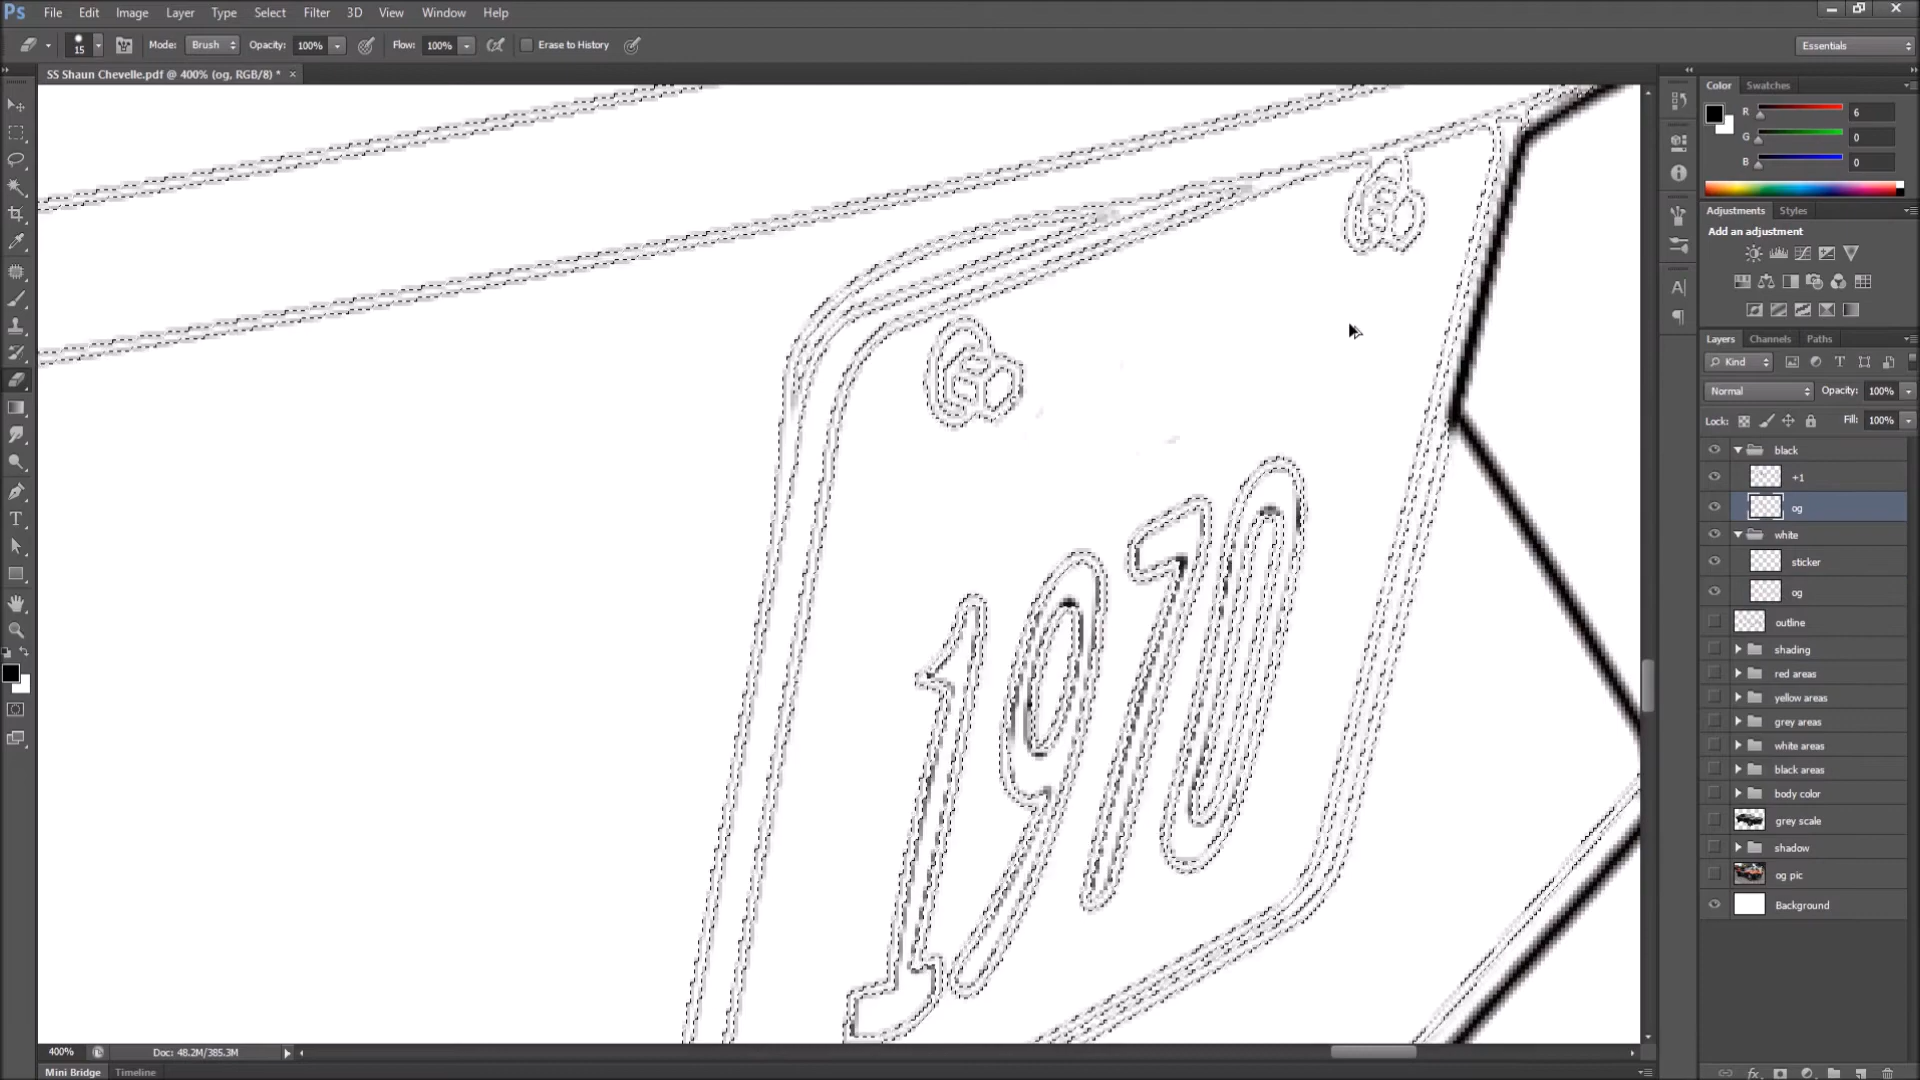 Ps File Edit Image Layer Type Select Filter 3D View Window Help
15 Mode: Brush Opacity: 100% Flow: 100% Erase to History Essentials
SS Shaun Chevelle.pdf @ 400% (og, RGB/8) * ×
Color Swatches
R 6
G 0
B 0
Adjustments Styles
Add an adjustment
Layers Channels Paths
Kind
Normal Opacity: 100%
Lock: Fill: 100%
black
+1
og
white
sticker
og
outline
shading
red areas
yellow areas
grey areas
white areas
black areas
body color
grey scale
shadow
og pic
Background
1970
400% Doc: 48.2M/385.3M
Mini Bridge Timeline